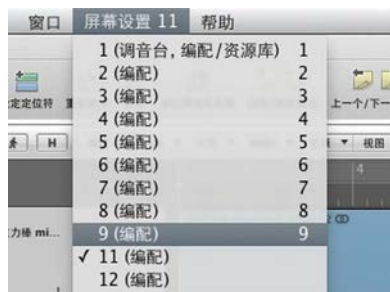 窗口 屏幕设置 11 帮助
1 (调音台, 编配/资源库) 1
2 (编配) 2
3 (编配) 3
4 (编配) 4
5 (编配) 5
6 (编配) 6
7 (编配) 7
8 (编配) 8
9 (编配) 9
✓ 11 (编配)
12 (编配)
定定位符
上一个/下一
H
视图
4
力棒 mi...